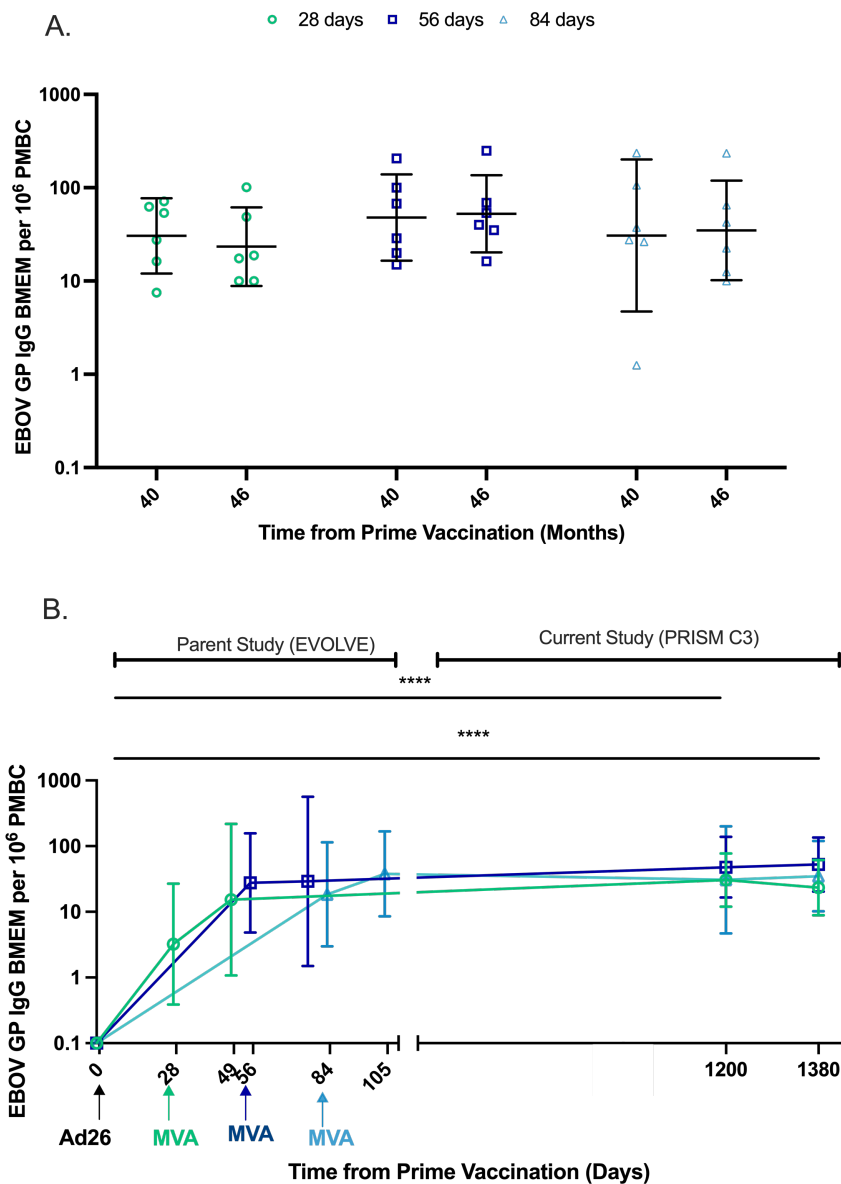 A.
28 days 56 days 84 days
EBOV GP IgG BMEM per 10⁶ PMBC
1000
100
10
1
0.1
40 46 40 46 40 46
Time from Prime Vaccination (Months)
B.
Parent Study (EVOLVE) Current Study (PRISM C3)
****
****
EBOV GP IgG BMEM per 10⁶ PMBC
1000
100
10
1
0.1
0 28 49 56 84 105 1200 1380
Ad26 MVA MVA MVA
Time from Prime Vaccination (Days)